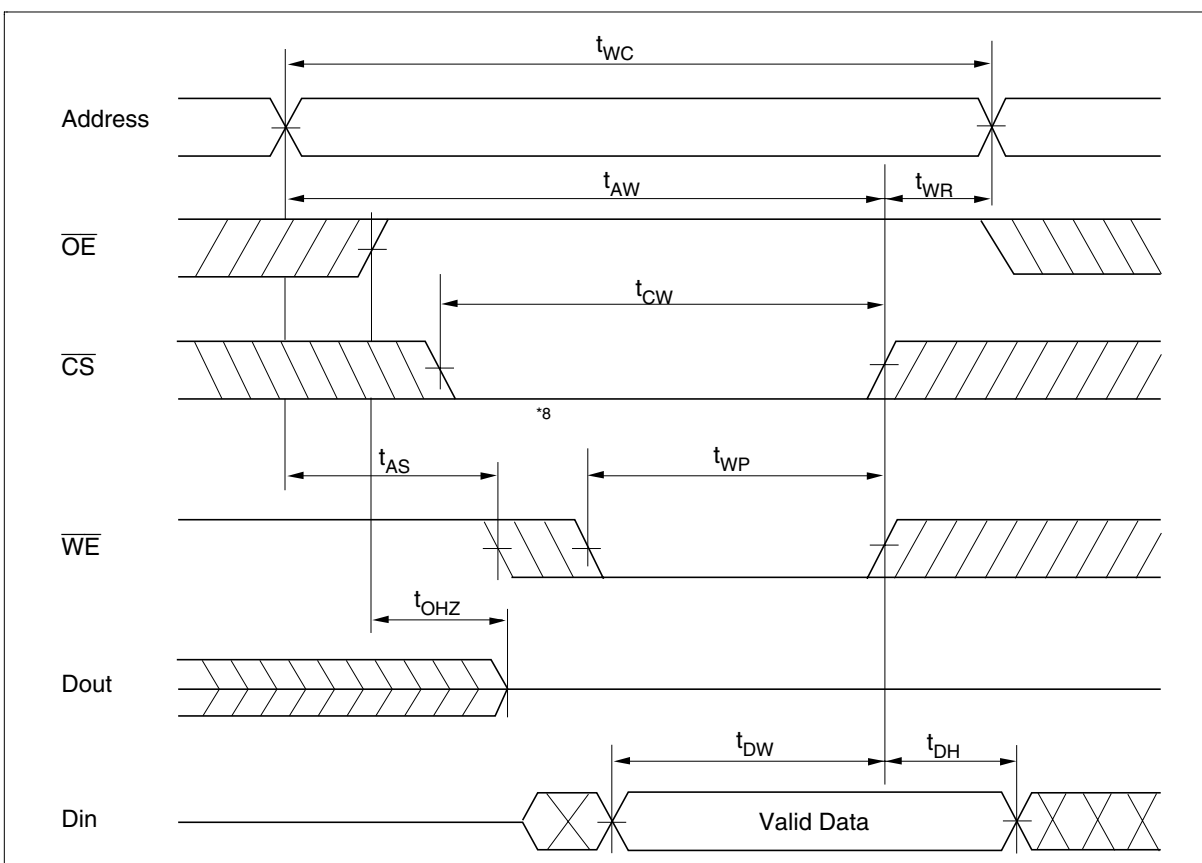 tWC
Address
tAW
tWR
OE
tCW
CS
*8
tAS
tWP
WE
tOHZ
Dout
tDW
tDH
Din
Valid Data